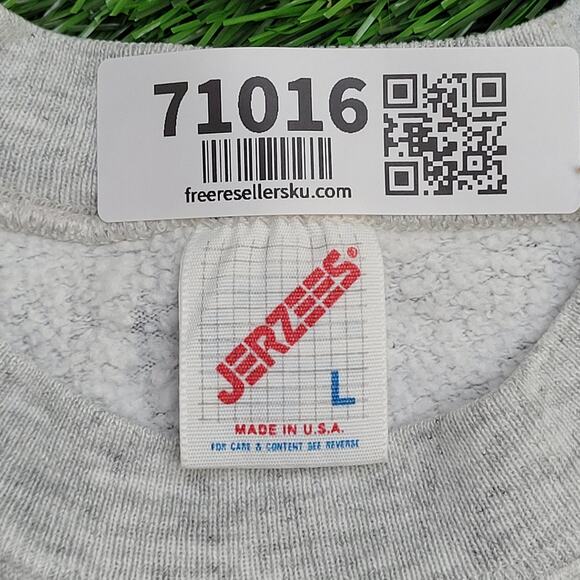 71016
freeresellersku.com
JERZEES®
L
MADE IN U.S.A.
FOR CARE & CONTENT SEE REVERSE